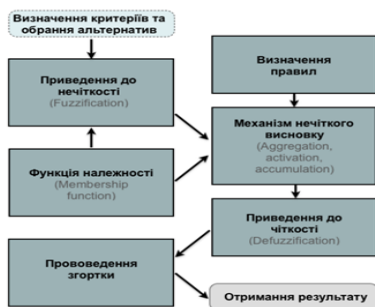 Визначення критеріїв та
обрання альтернатив
Приведення до
нечіткості
(Fuzzification)
Визначення
правил
Функція належності
(Membership
function)
Механізм нечіткого
висновку
(Aggregation,
activation,
accumulation)
Приведення до
чіткості
(Defuzzification)
Прововедення
згортки
Отримання результату